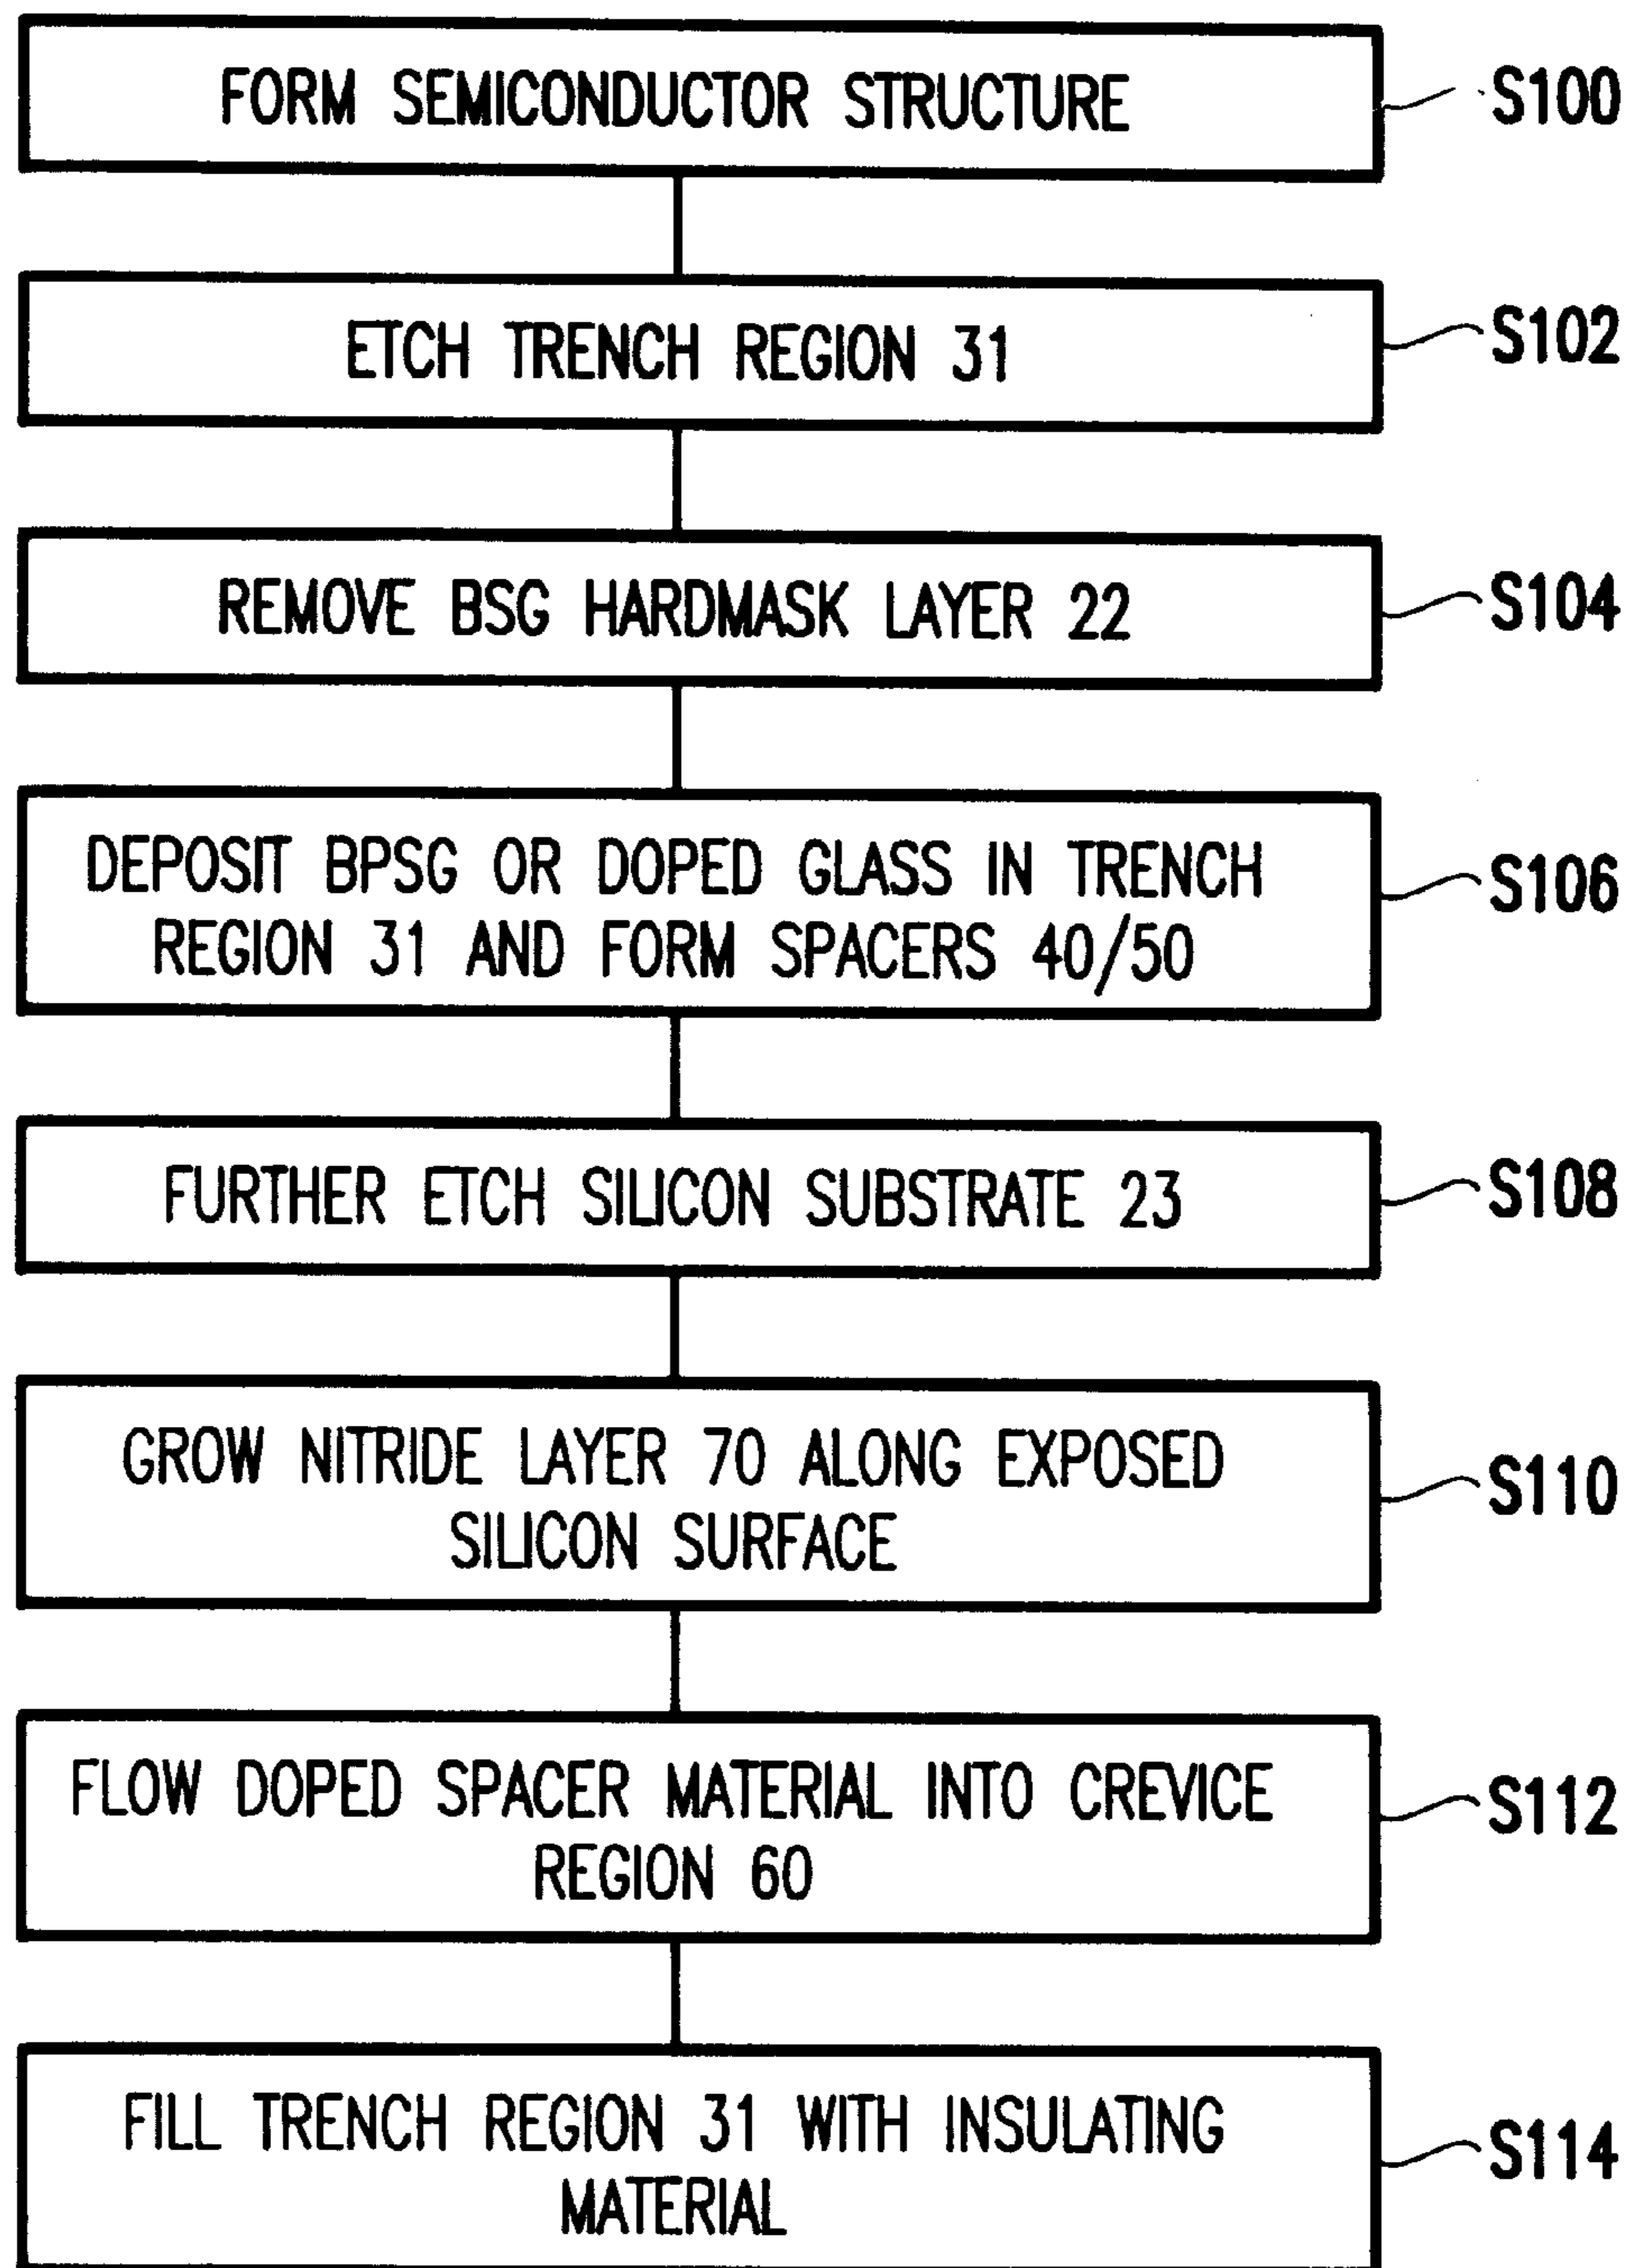 FORM SEMICONDUCTOR STRUCTURE
S100
ETCH TRENCH REGION 31
S102
REMOVE BSG HARDMASK LAYER 22
S104
DEPOSIT BPSG OR DOPED GLASS IN TRENCH
REGION 31 AND FORM SPACERS 40/50
S106
FURTHER ETCH SILICON SUBSTRATE 23
S108
GROW NITRIDE LAYER 70 ALONG EXPOSED
SILICON SURFACE
S110
FLOW DOPED SPACER MATERIAL INTO CREVICE
REGION 60
S112
FILL TRENCH REGION 31 WITH INSULATING
MATERIAL
S114